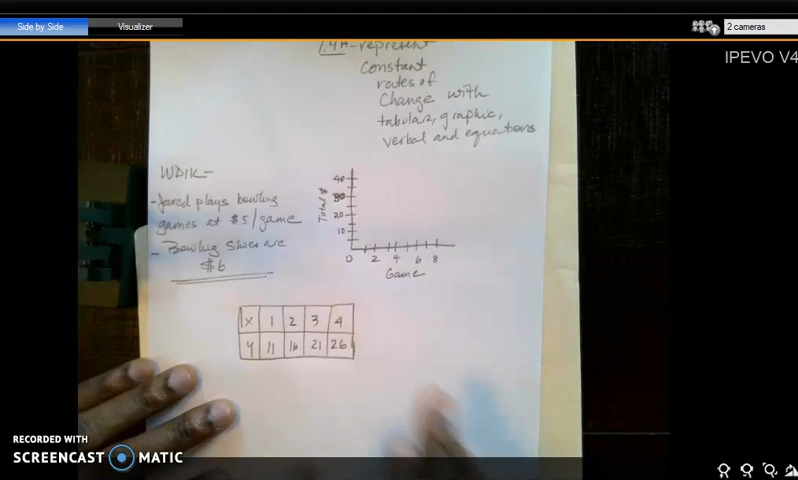 Side by Side
Visualizer
2 cameras
IPEVO V4
7.4A-represent
constant
rates of
Change with
tabular, graphic,
verbal and equations
WDIK-
-Jared plays bowling
games at $5/game
- Bowling shoes are
$6
Total $
40
30
20
10
0 2 4 6 8
Game
X 1 2 3 4
Y 11 16 21 26
RECORDED WITH
SCREENCAST MATIC